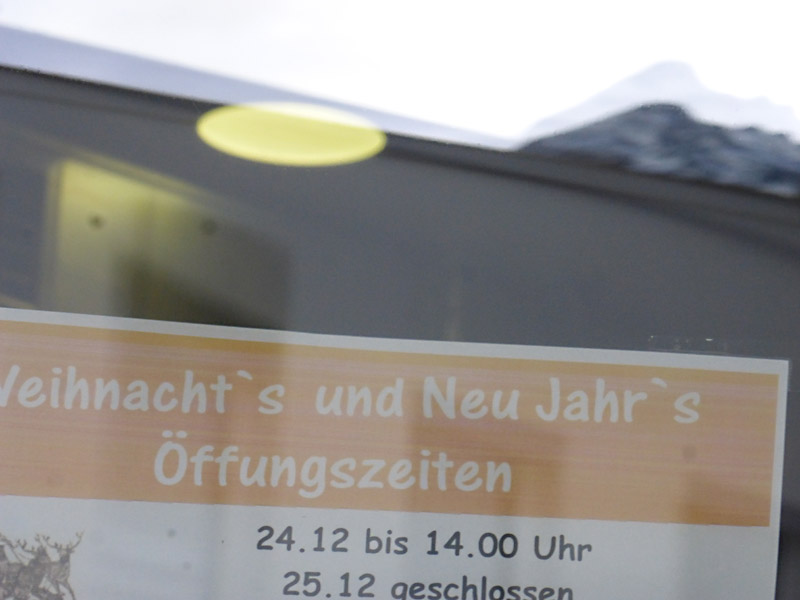 Weihnacht`s und Neu Jahr`s
Öffungszeiten
24.12 bis 14.00 Uhr
25.12 geschlossen